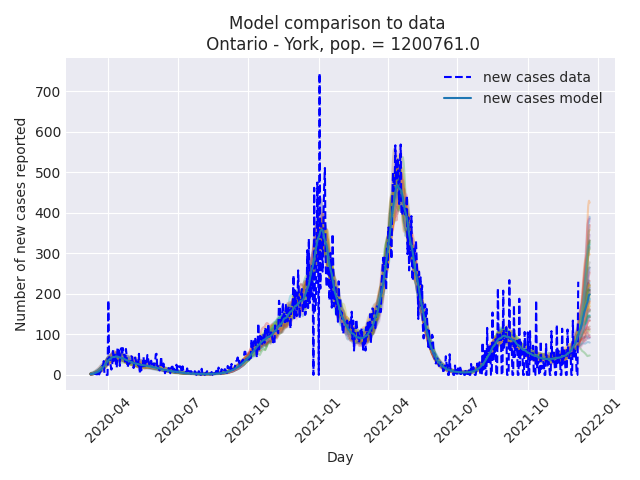 Model comparison to data
Ontario - York, pop. = 1200761.0
new cases data
new cases model
Number of new cases reported
700
600
500
400
300
200
100
0
2020-04
2020-07
2020-10
2021-01
2021-04
2021-07
2021-10
2022-01
Day